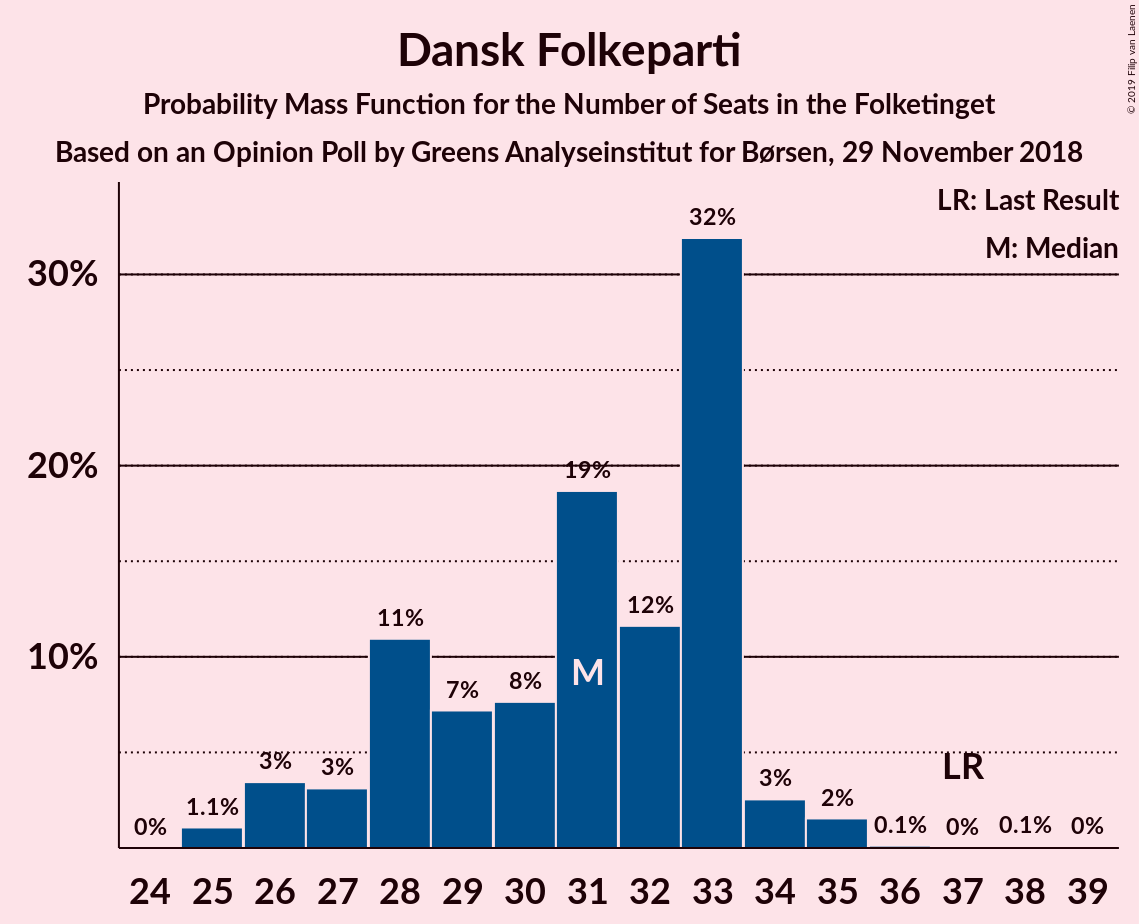 Dansk Folkeparti
Probability Mass Function for the Number of Seats in the Folketinget
Based on an Opinion Poll by Greens Analyseinstitut for Børsen, 29 November 2018
© 2019 Filip van Laenen
LR: Last Result
M: Median
30%
20%
10%
0%
1.1%
3%
3%
11%
7%
8%
19%
12%
32%
3%
2%
0.1%
0%
0.1%
0%
M
LR
24 25 26 27 28 29 30 31 32 33 34 35 36 37 38 39